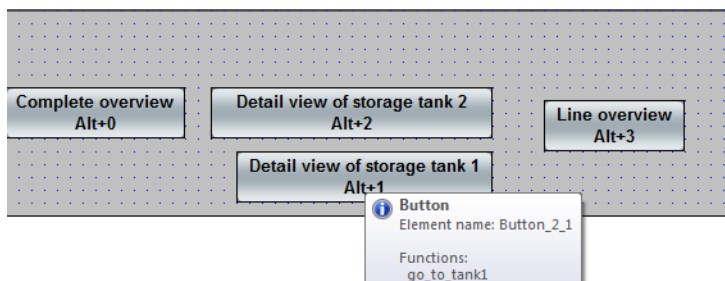 Complete overview
Alt+0
Detail view of storage tank 2
Alt+2
Line overview
Alt+3
Detail view of storage tank 1
Alt+1
Button
Element name: Button_2_1
Functions:
go_to_tank1